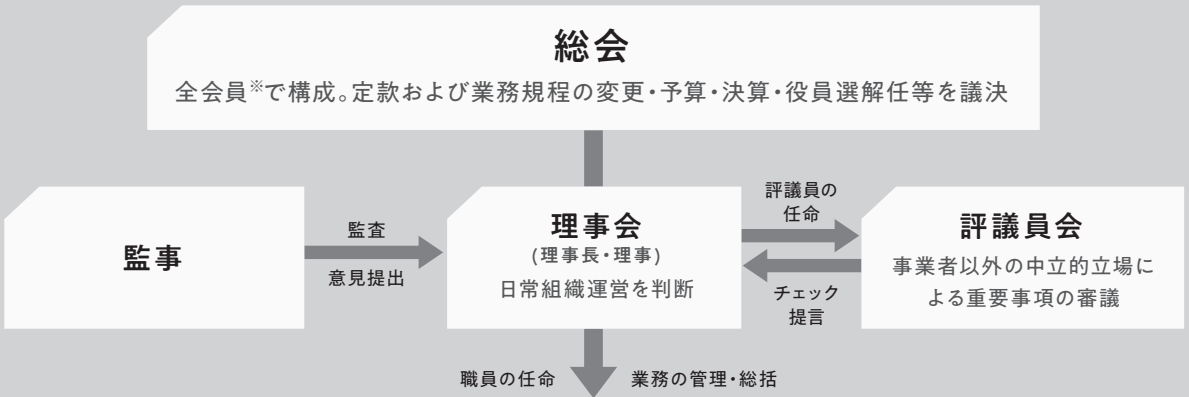 総会
全会員※で構成。定款および業務規程の変更・予算・決算・役員選解任等を議決
監事
監査
意見提出
理事会
(理事長・理事)
日常組織運営を判断
評議員の
任命
チェック
提言
評議員会
事業者以外の中立的立場に
よる重要事項の審議
職員の任命
業務の管理・総括